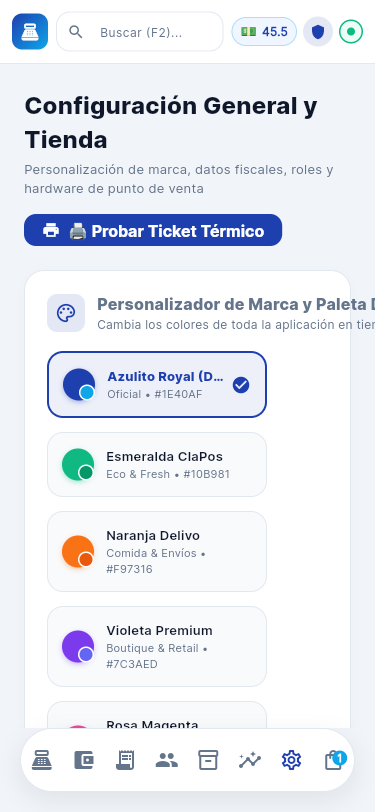 Buscar (F2)...
45.5
Configuración General y
Tienda
Personalización de marca, datos fiscales, roles y
hardware de punto de venta
Probar Ticket Térmico
Personalizador de Marca y Paleta
Cambia los colores de toda la aplicación en
Azulito Royal (D...
Oficial • #1E40AF
Esmeralda ClaPos
Eco & Fresh • #10B981
Naranja Delivo
Comida & Envíos •
#F97316
Violeta Premium
Boutique & Retail •
#7C3AED
Rosa Magenta
1